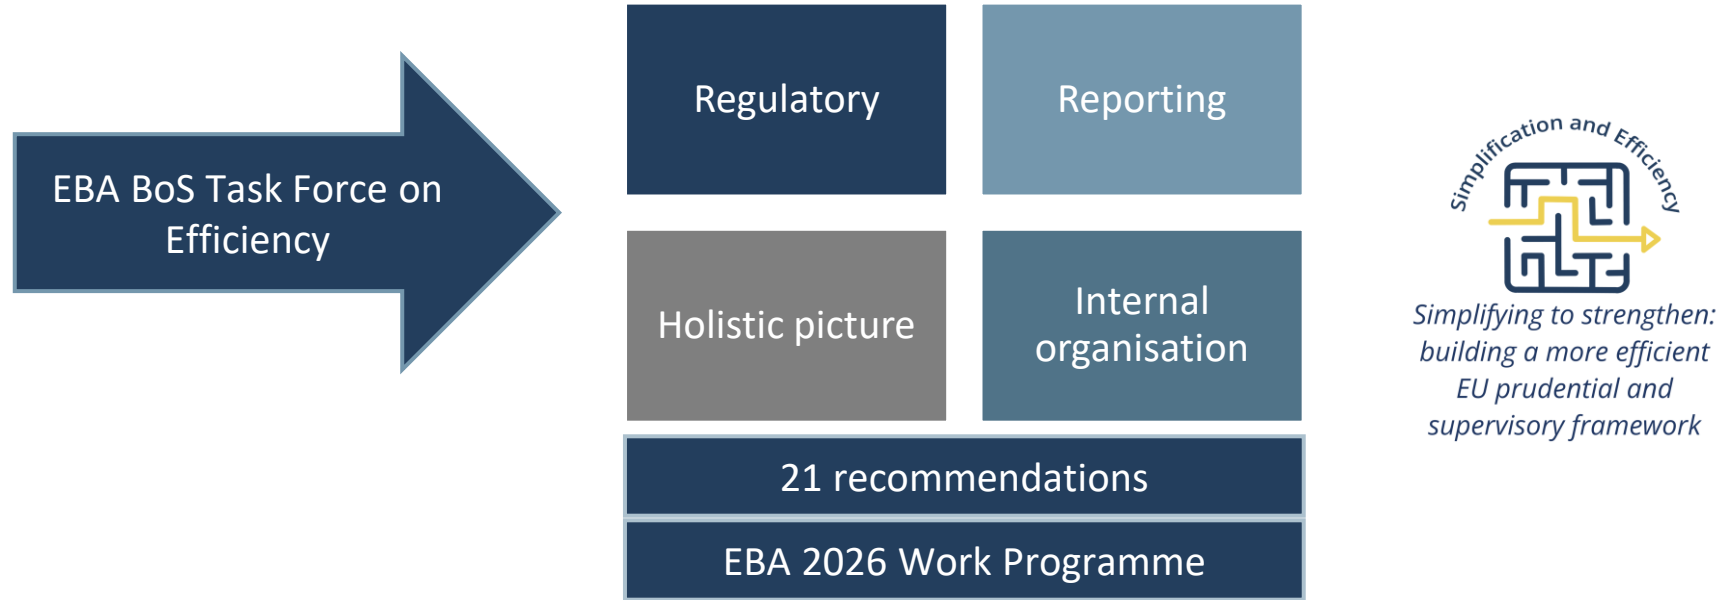 EBA BoS Task Force on
Efficiency
Regulatory
Reporting
Holistic picture
Internal
organisation
21 recommendations
EBA 2026 Work Programme
Simplification and Efficiency
Simplifying to strengthen:
building a more efficient
EU prudential and
supervisory framework